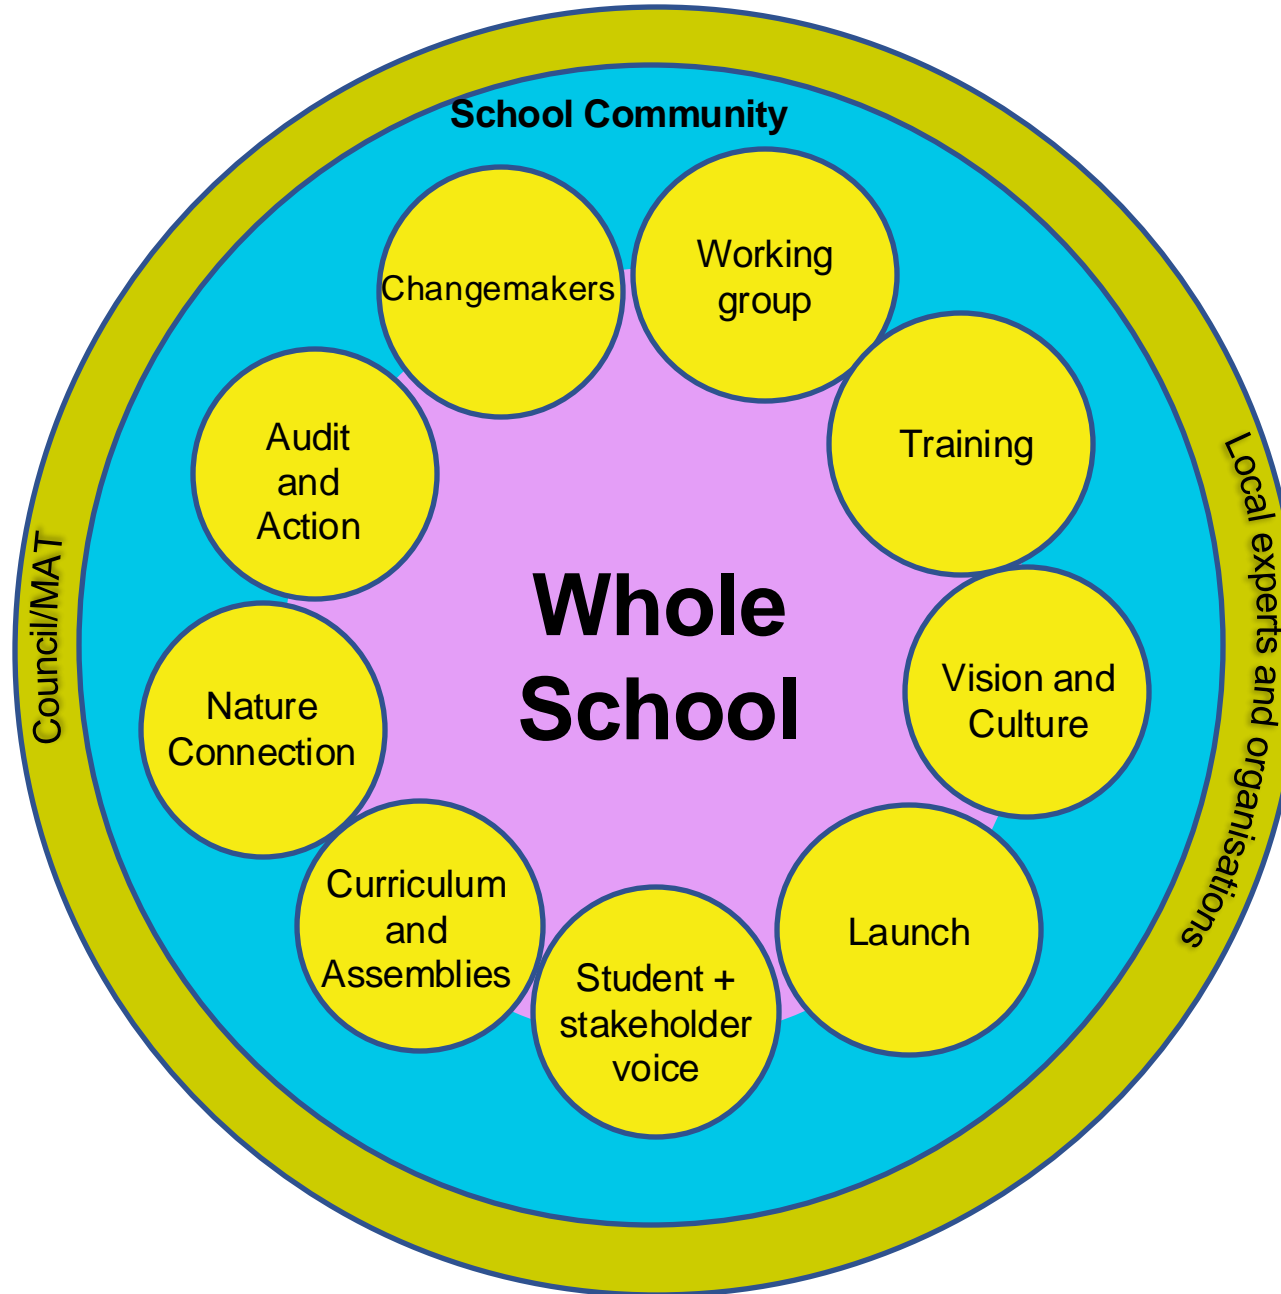 School Community
Working
group
Changemakers
Training
Audit
and
Action
Vision and
Culture
Whole
School
Nature
Connection
Launch
Curriculum
and
Assemblies
Student +
stakeholder
voice
Council/MAT
Local experts and organisations